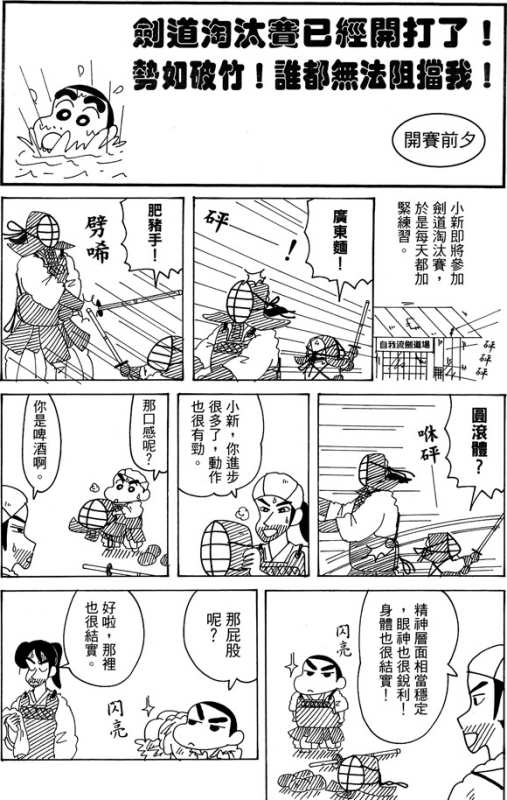 劍道淘汰賽已經開打了！
勢如破竹！誰都無法阻擋我！
開賽前夕
小新即將參加
劍道淘汰賽，
於是每天都加
緊練習。
自我流劍道場
砰
砰
砰
廣東麵！
！
砰
肥豬手！
劈唏
圓滾體？
咻砰
小新，你進步
很多了，動作
也很有勁。
那口感呢？
你是啤酒啊。
精神層面相當穩定
，眼神也很銳利！
身體也很結實！
閃亮
那屁股
呢？
閃亮
好啦，那裡
也很結實。